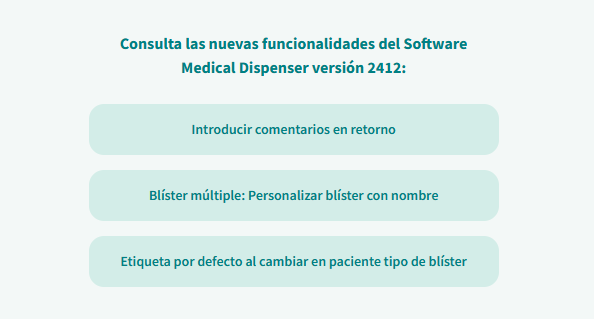 Consulta las nuevas funcionalidades del Software
Medical Dispenser versión 2412:
Introducir comentarios en retorno
Blíster múltiple: Personalizar blíster con nombre
Etiqueta por defecto al cambiar en paciente tipo de blíster